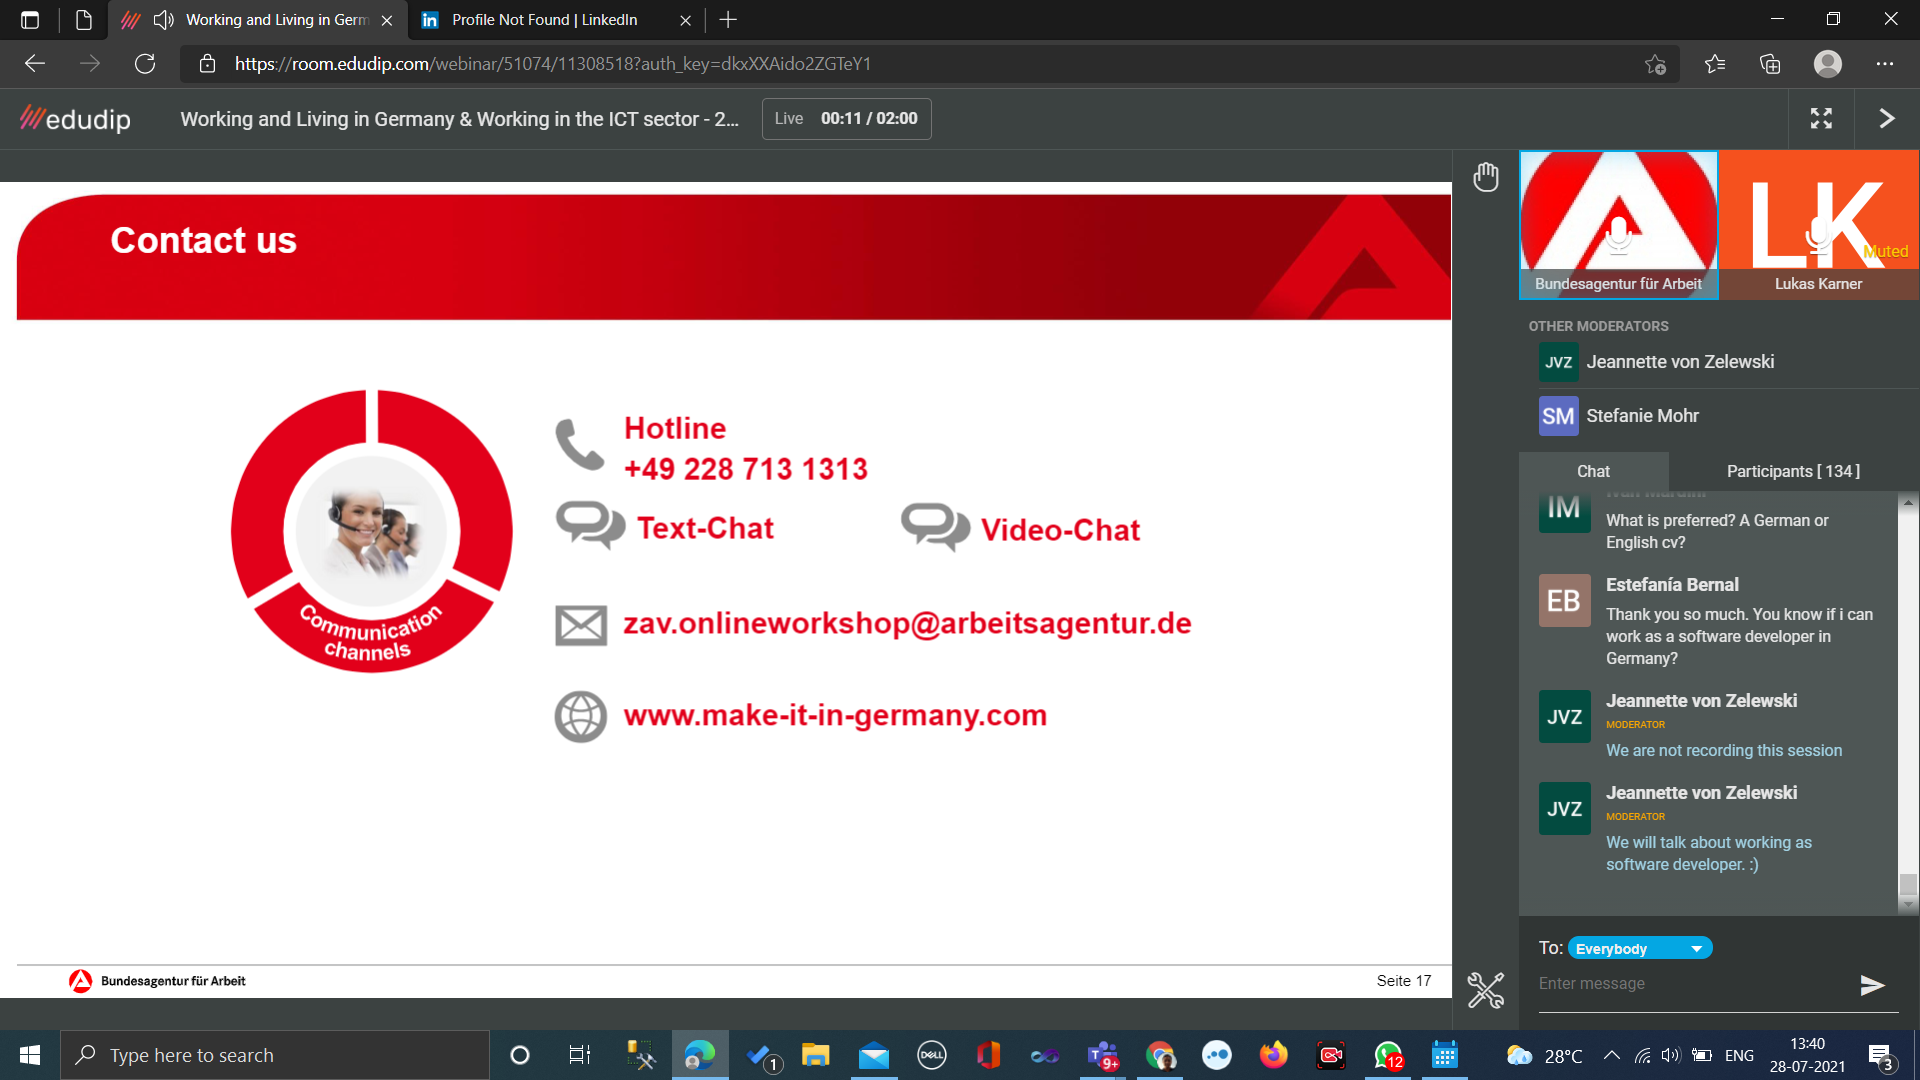 Working and Living in Germ
Profile Not Found | LinkedIn
https://room.edudip.com/webinar/51074/11308518?auth_key=dkxXXAido2ZGTeY1
edudip
Working and Living in Germany & Working in the ICT sector - 2...
Live 00:11 / 02:00
Contact us
Hotline
+49 228 713 1313
Text-Chat
Video-Chat
zav.onlineworkshop@arbeitsagentur.de
www.make-it-in-germany.com
Communication
channels
Bundesagentur für Arbeit
Seite 17
LK
Muted
Bundesagentur für Arbeit
Lukas Karner
OTHER MODERATORS
JVZ Jeannette von Zelewski
SM Stefanie Mohr
Chat
Participants [ 134 ]
IM
What is preferred? A German or
English cv?
EB
Estefanía Bernal
Thank you so much. You know if i can
work as a software developer in
Germany?
JVZ
Jeannette von Zelewski
MODERATOR
We are not recording this session
JVZ
Jeannette von Zelewski
MODERATOR
We will talk about working as
software developer. :)
To: Everybody
Enter message
Type here to search
1
DELL
9+
12
28°C
ENG
13:40
28-07-2021
3